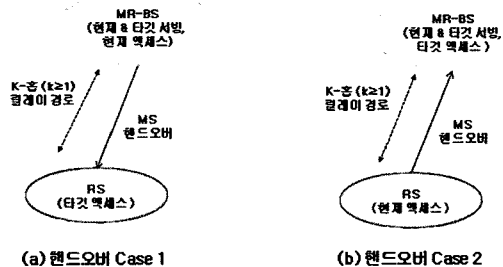 MR-BS
(현재 & 타깃 서빙,
현재 액세스)
K-홉 (k≥1)
릴레이 경로
MS
핸드오버
RS
(타깃 액세스)
(a) 핸드오버 Case 1
MR-BS
(현재 & 타깃 서빙,
타깃 액세스)
K-홉 (k≥1)
릴레이 경로
MS
핸드오버
RS
(현재 액세스)
(b) 핸드오버 Case 2